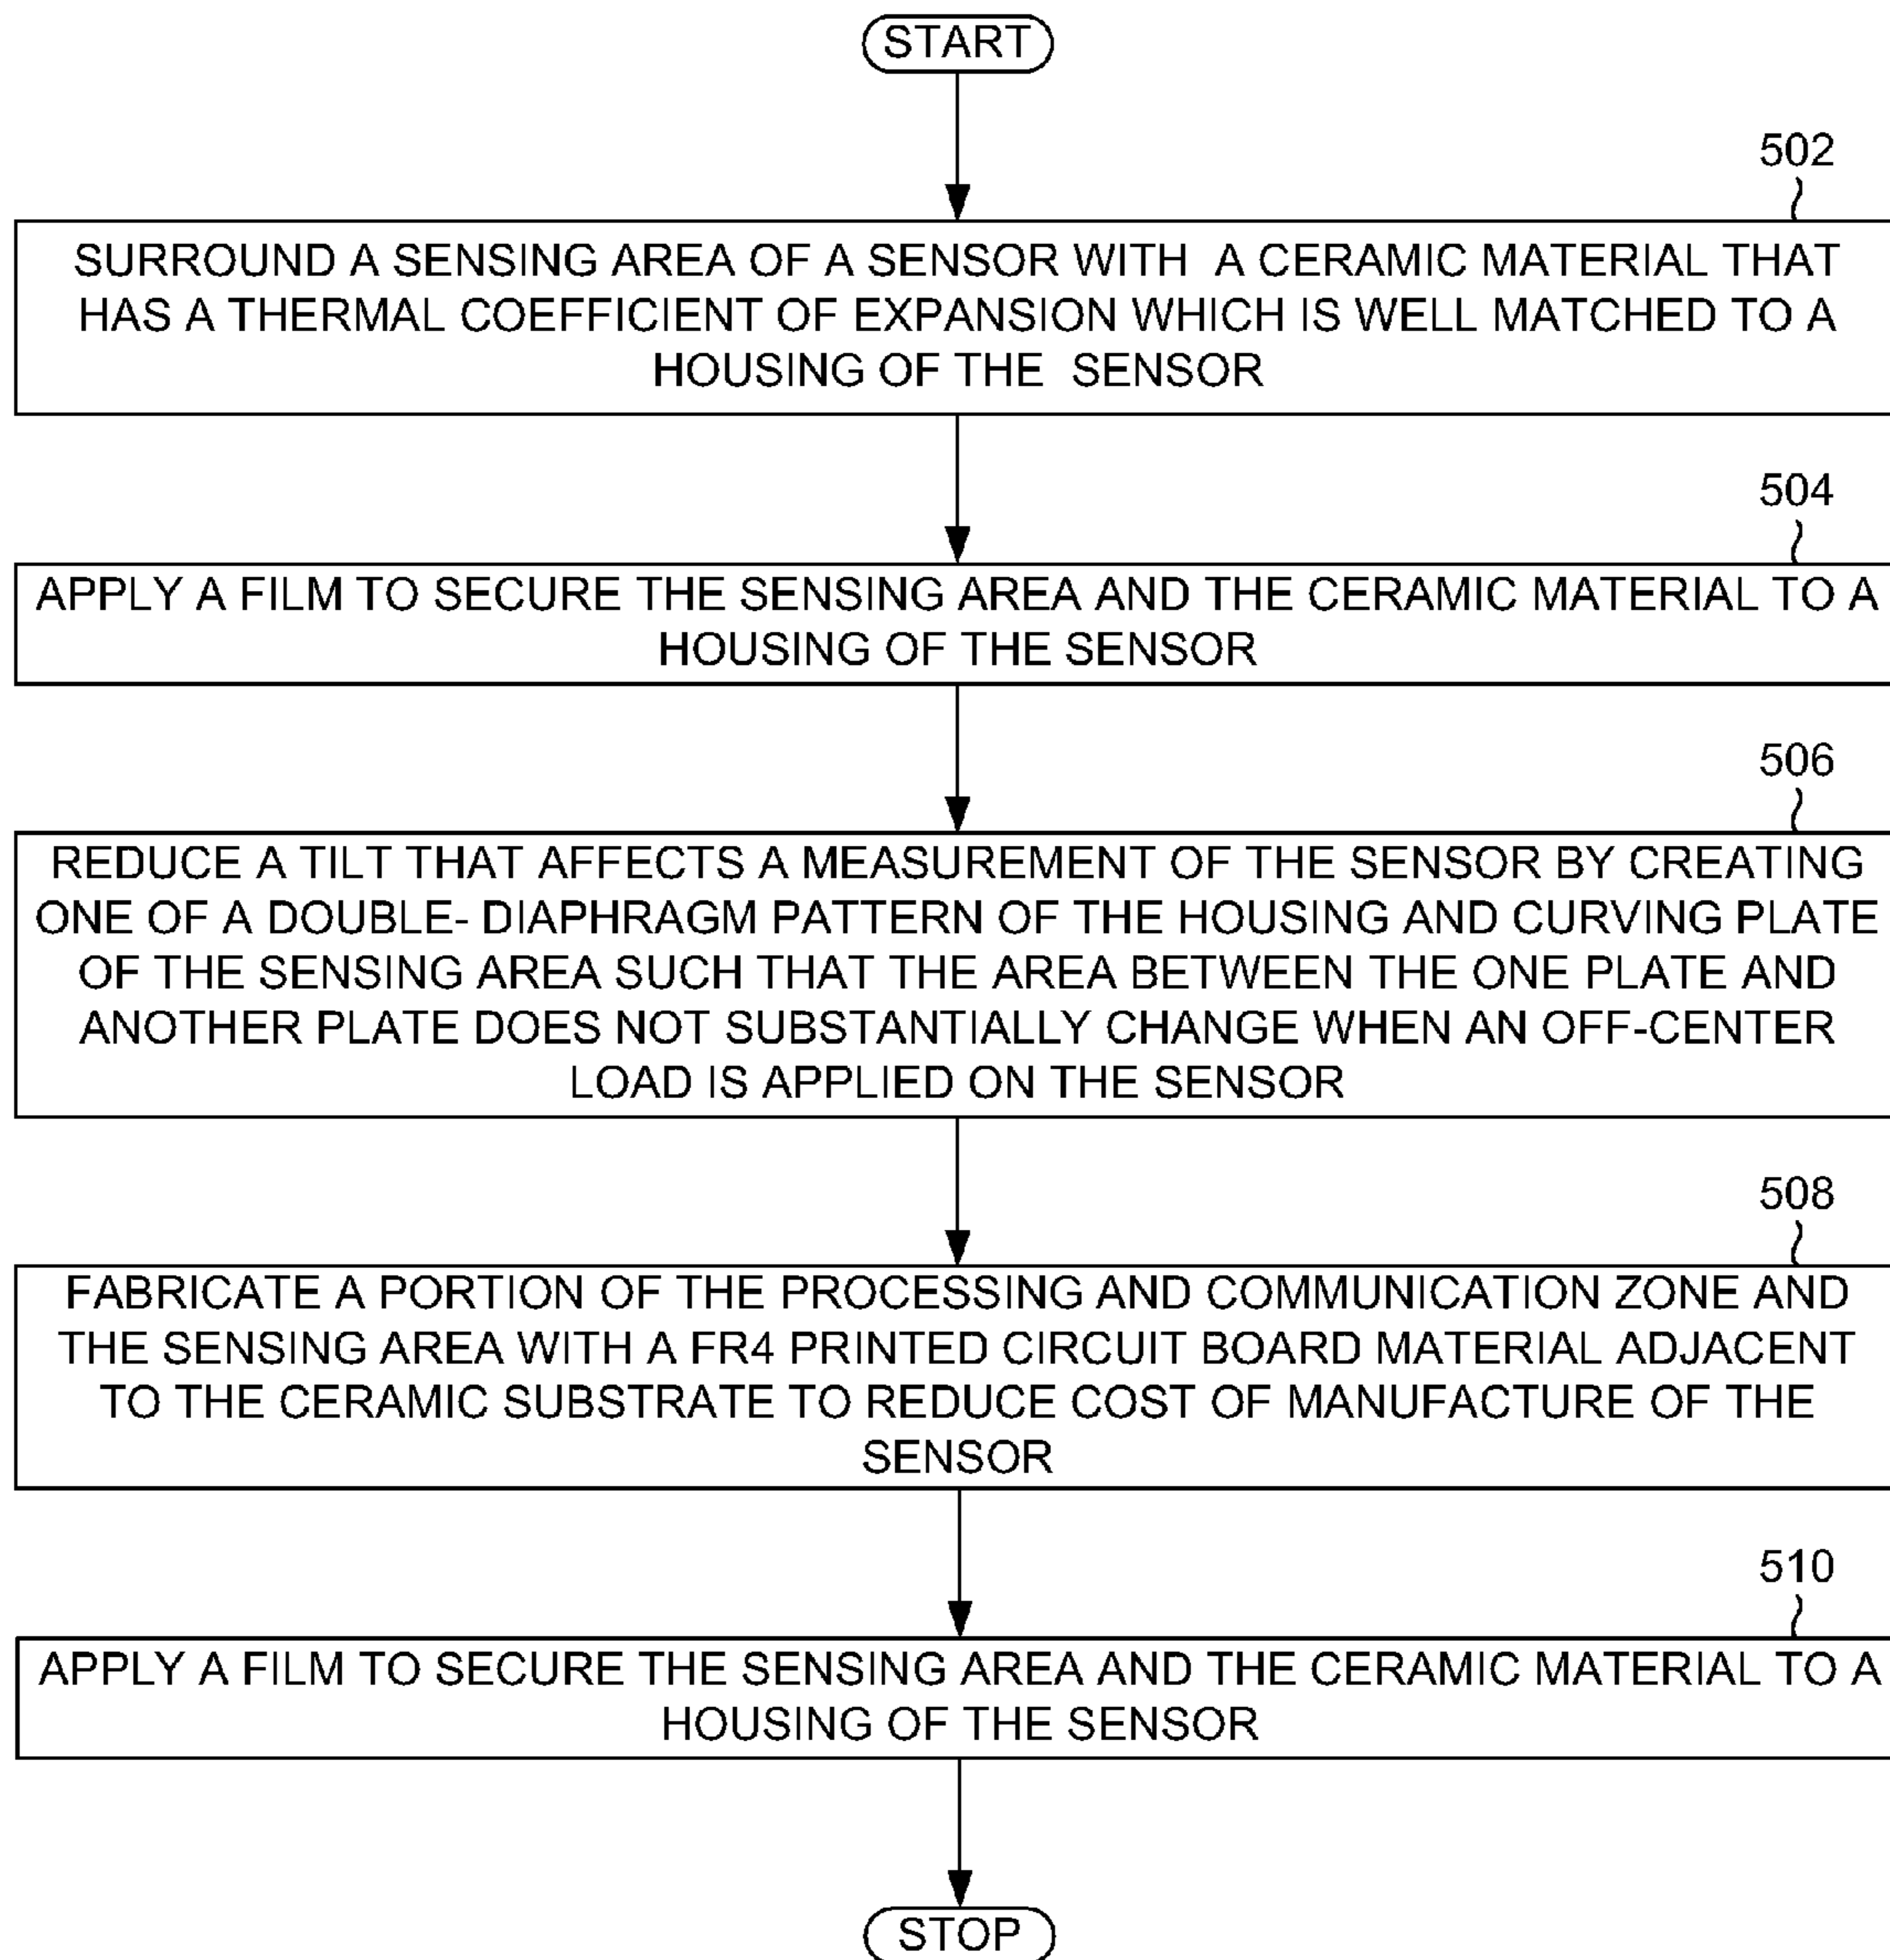 START
502
SURROUND A SENSING AREA OF A SENSOR WITH A CERAMIC MATERIAL THAT
HAS A THERMAL COEFFICIENT OF EXPANSION WHICH IS WELL MATCHED TO A
HOUSING OF THE SENSOR
504
APPLY A FILM TO SECURE THE SENSING AREA AND THE CERAMIC MATERIAL TO A
HOUSING OF THE SENSOR
506
REDUCE A TILT THAT AFFECTS A MEASUREMENT OF THE SENSOR BY CREATING
ONE OF A DOUBLE- DIAPHRAGM PATTERN OF THE HOUSING AND CURVING PLATE
OF THE SENSING AREA SUCH THAT THE AREA BETWEEN THE ONE PLATE AND
ANOTHER PLATE DOES NOT SUBSTANTIALLY CHANGE WHEN AN OFF-CENTER
LOAD IS APPLIED ON THE SENSOR
508
FABRICATE A PORTION OF THE PROCESSING AND COMMUNICATION ZONE AND
THE SENSING AREA WITH A FR4 PRINTED CIRCUIT BOARD MATERIAL ADJACENT
TO THE CERAMIC SUBSTRATE TO REDUCE COST OF MANUFACTURE OF THE
SENSOR
510
APPLY A FILM TO SECURE THE SENSING AREA AND THE CERAMIC MATERIAL TO A
HOUSING OF THE SENSOR
STOP